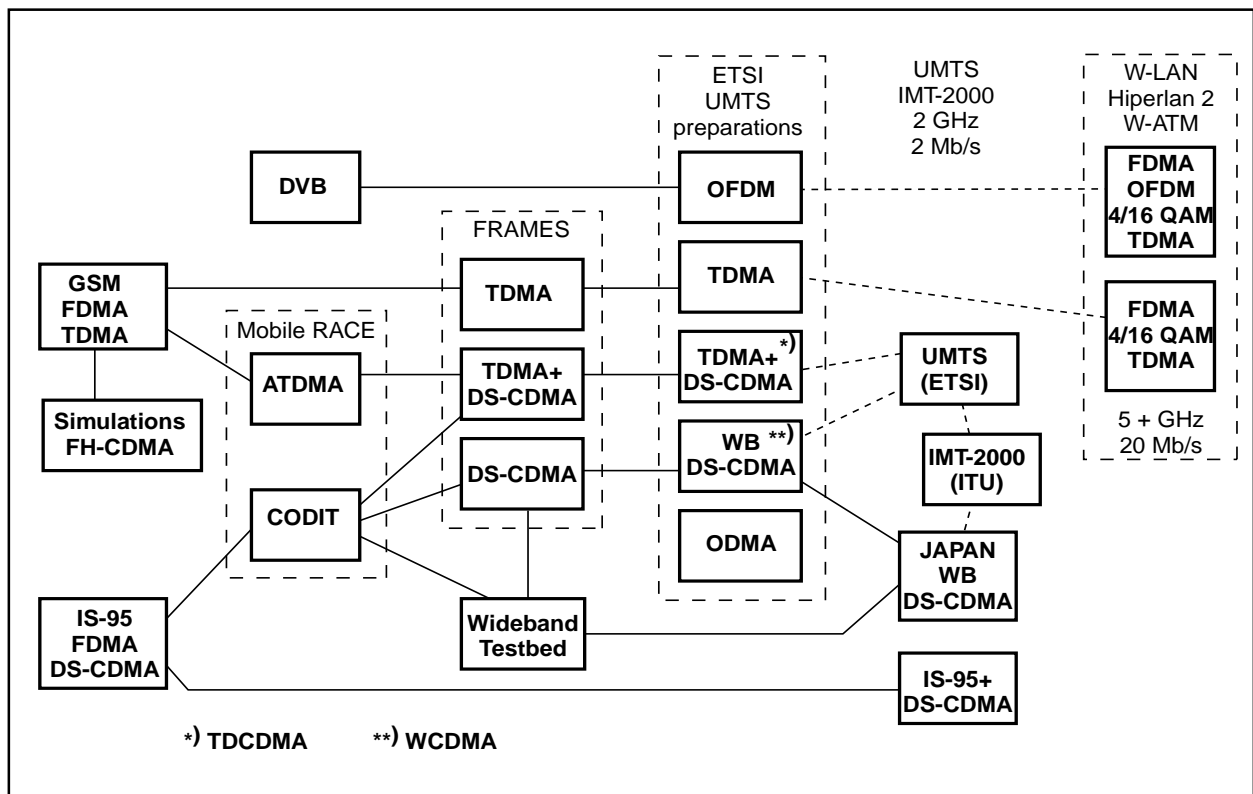 ETSI
UMTS
preparations
UMTS
IMT-2000
2 GHz
2 Mb/s
W-LAN
Hiperlan 2
W-ATM
DVB
OFDM
FDMA
OFDM
4/16 QAM
TDMA
FRAMES
GSM
FDMA
TDMA
TDMA
TDMA
FDMA
4/16 QAM
TDMA
Mobile RACE
ATDMA
TDMA+
DS-CDMA
TDMA+ *)
DS-CDMA
UMTS
(ETSI)
Simulations
FH-CDMA
5 + GHz
20 Mb/s
DS-CDMA
WB **)
DS-CDMA
IMT-2000
(ITU)
CODIT
ODMA
JAPAN
WB
DS-CDMA
IS-95
FDMA
DS-CDMA
Wideband
Testbed
IS-95+
DS-CDMA
*) TDCDMA
**) WCDMA